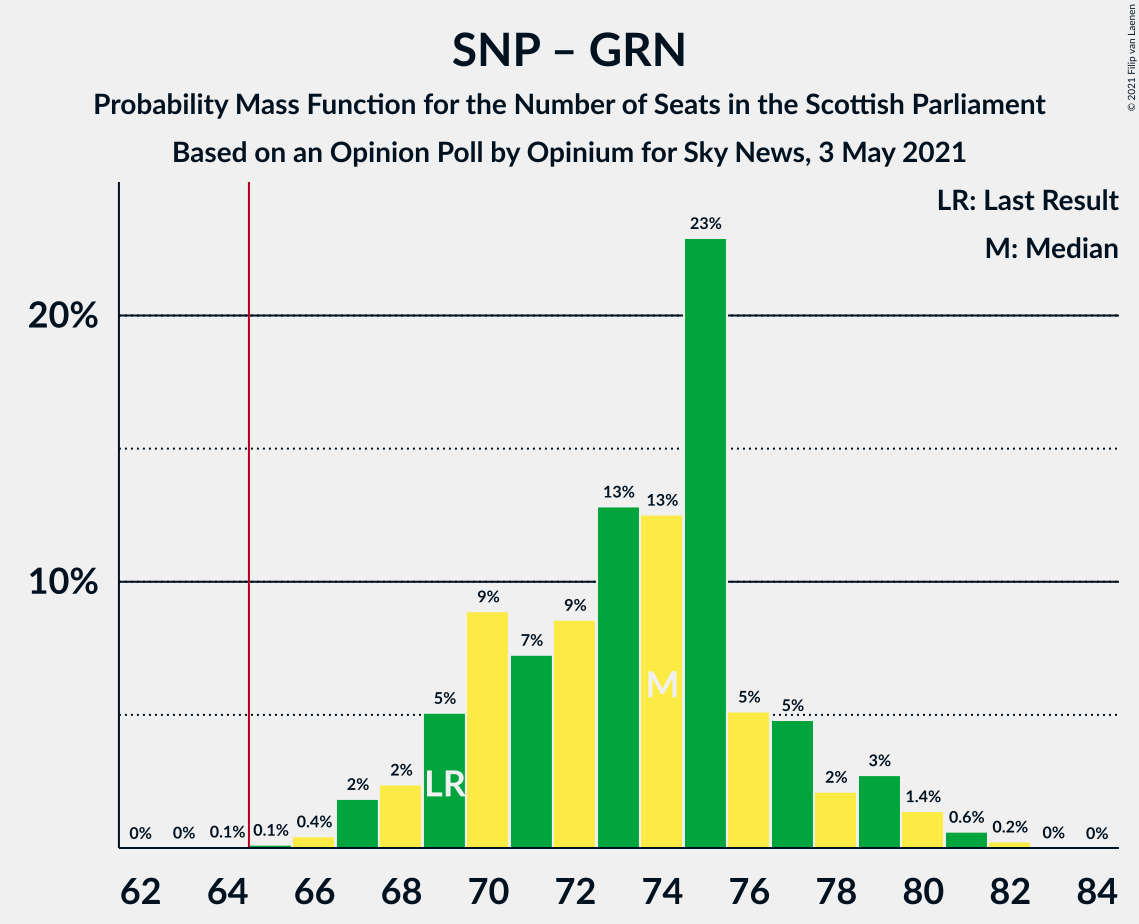 SNP – GRN
Probability Mass Function for the Number of Seats in the Scottish Parliament
Based on an Opinion Poll by Opinium for Sky News, 3 May 2021
© 2021 Filip van Laenen
LR: Last Result
M: Median
20%
10%
0% 0% 0.1% 0.1% 0.4% 2% 2% 5% 9% 7% 9% 13% 13% 23% 5% 5% 2% 3% 1.4% 0.6% 0.2% 0% 0%
LR
M
62 64 66 68 70 72 74 76 78 80 82 84